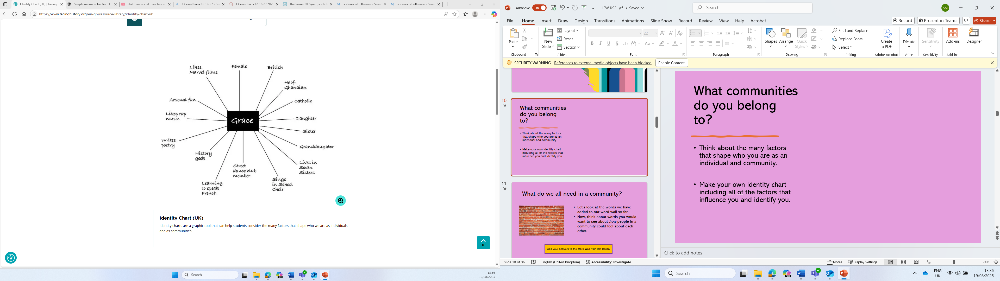 Identity Chart (UK) | Facing
Simple message for Year 1
childrens social roles hindu
1 Corinthians 12:12-27 - Se
1 Corinthians 12:12-27 NIV
The Power Of Synergy - Ecl
spheres of influence - Sear
spheres of influence - Sear
https://www.facinghistory.org/en-gb/resource-library/identity-chart-uk
Likes
Marvel films
Female
British
Half-
Ghanaian
Arsenal fan
Catholic
Likes rap
music
Grace
Daughter
Sister
Writes
poetry
Granddaughter
History
geek
Street
dance club
member
Lives in
Seven
Sisters
Learning
to speak
French
Sings
in School
Choir
Identity Chart (UK)
Identity charts are a graphic tool that can help students consider the many factors that shape who we are as individuals
and as communities.
TOP
Search
13:36
19/08/2025
AutoSave
On
IFW KS2
• Saved
Search
SM
File
Home
Insert
Draw
Design
Transitions
Animations
Slide Show
Record
Review
View
Help
Acrobat
Record
Present in Teams
Share
Paste
Clipboard
New
Slide
Layout
Reset
Section
Slides
22
B I U S ab AV Aa A
Font
Paragraph
Shapes
Arrange
Quick
Styles
Drawing
Find and Replace
Replace Fonts
Select
Editing
Create
a PDF
Adobe Acrobat
Dictate
Voice
Sensitivity
Sensitivity
Add-ins
Add-ins
Designer
SECURITY WARNING References to external media objects have been blocked
Enable Content
10
What communities
do you belong
to?
• Think about the many factors
that shape who you are as an
individual and community.
• Make your own identity chart
including all of the factors that
influence you and identify you.
11
What do we all need in a community?
• Let's look at the words we have
added to our word wall so far.
• Now, think about words you would
want to see about how people in a
community could feel about each
other.
Add your answers to the Word Wall from last lesson
What communities
do you belong
to?
• Think about the many factors
that shape who you are as an
individual and community.
• Make your own identity chart
including all of the factors that
influence you and identify you.
Click to add notes
Slide 10 of 36
English (United Kingdom)
Accessibility: Investigate
Notes
Display Settings
74%
Search
ENG
UK
13:36
19/08/2025